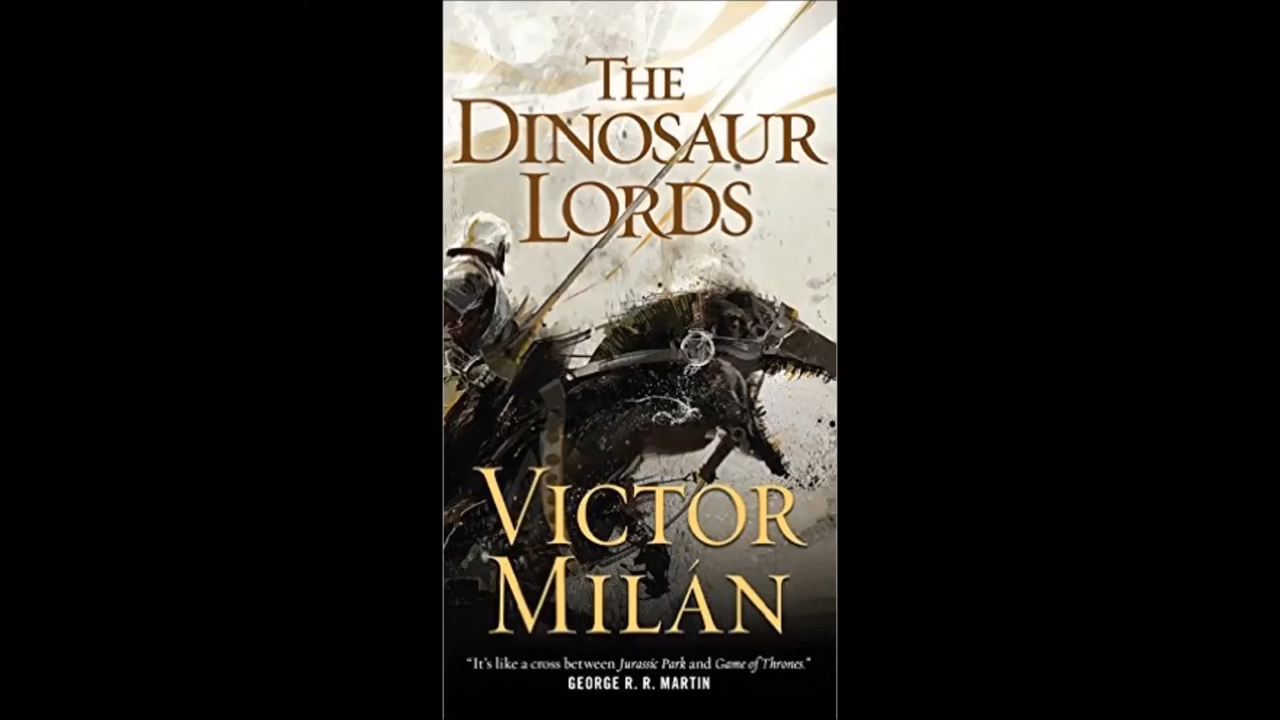 THE
DINOSAUR
LORDS
VICTOR
MILÁN
“It's like a cross between Jurassic Park and Game of Thrones.”
GEORGE R. R. MARTIN